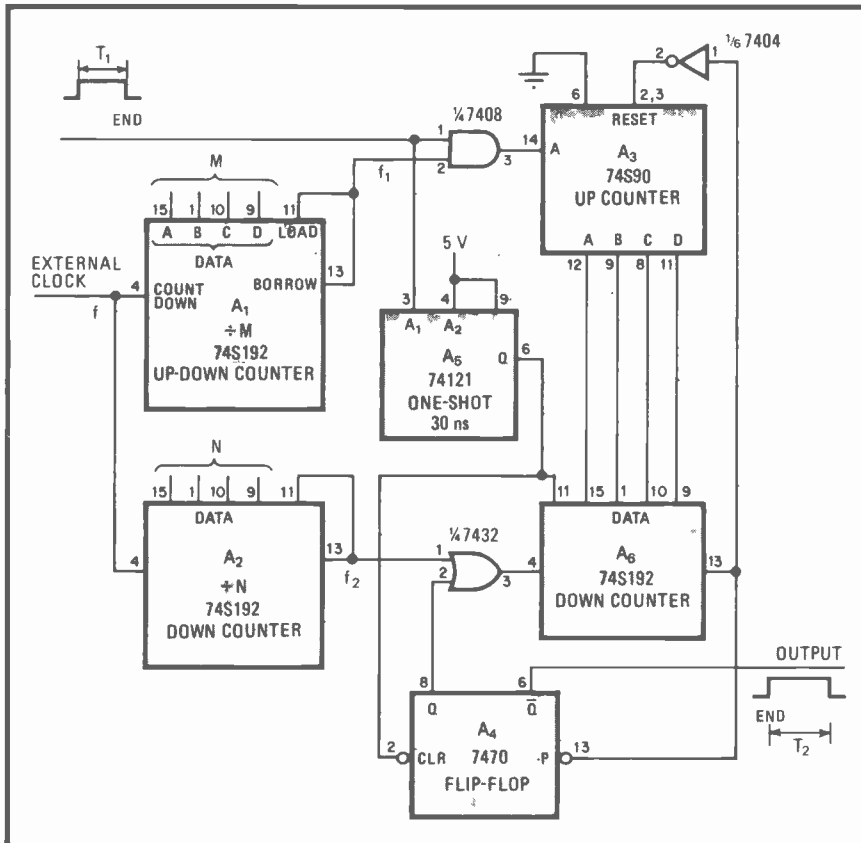 T1
END
1/6 7404
2
1
6
2,3
RESET
1/4 7408
1
2
3
14
A
A3
74S90
UP COUNTER
A
B
C
D
12
9
8
11
f1
M
15
1
10
9
11
A
B
C
D
LOAD
DATA
EXTERNAL
CLOCK
f
4
COUNT
DOWN
BORROW
13
A1
÷M
74S192
UP-DOWN COUNTER
5 V
3
4
9
A1
A2
A5
Q
6
74121
ONE-SHOT
30 ns
N
15
1
10
9
11
DATA
4
13
A2
÷N
74S192
DOWN COUNTER
f2
1/4 7432
1
2
3
4
11
15
1
10
9
DATA
A6
74S192
DOWN COUNTER
13
8
6
Q
Q̅
A4
7470
FLIP-FLOP
2
CLR
P
13
OUTPUT
END
T2